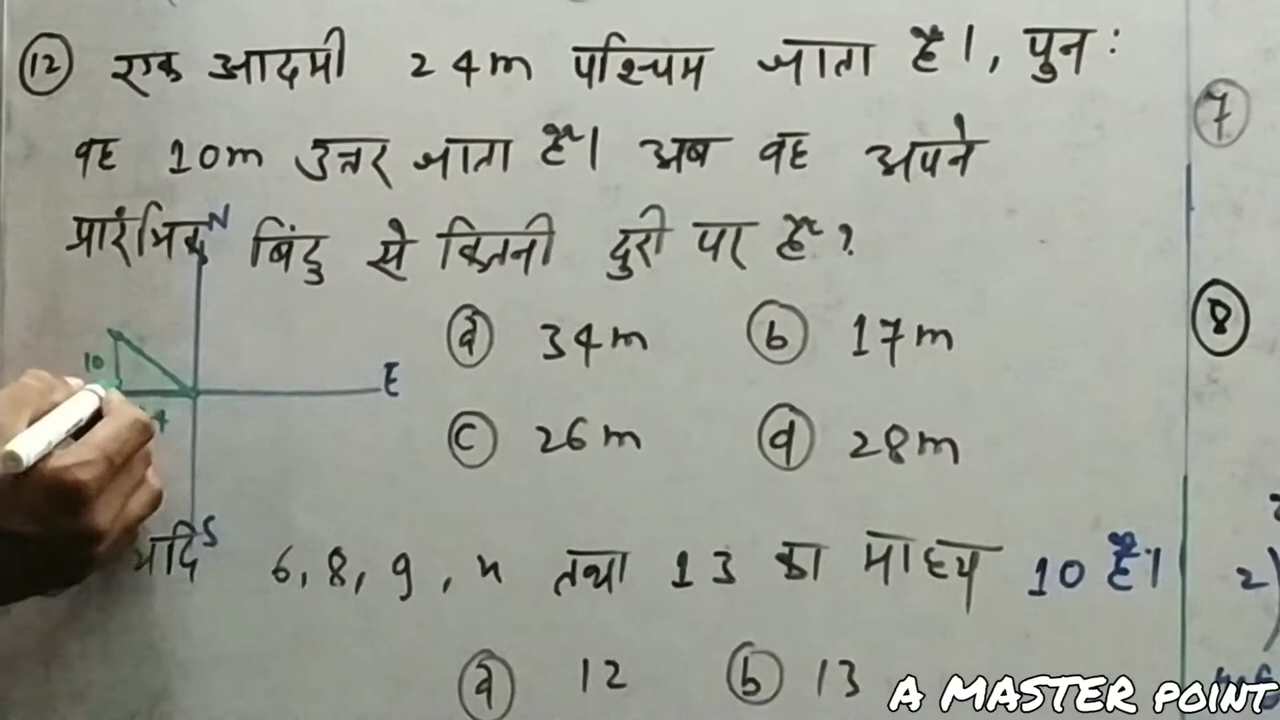 12 एक आदमी 24m पश्चिम जाता है।, पुनः
वह 10m उत्तर जाता है। अब वह अपने
प्रारंभिक बिंदु से कितनी दुरी पर है?
N
a 34m b 17m
10
E
c 26m d 28m
S
यदि 6, 8, 9, x तथा 13 का माध्य 10 है।
a 12 b 13
7
8
2)
A MASTER POINT